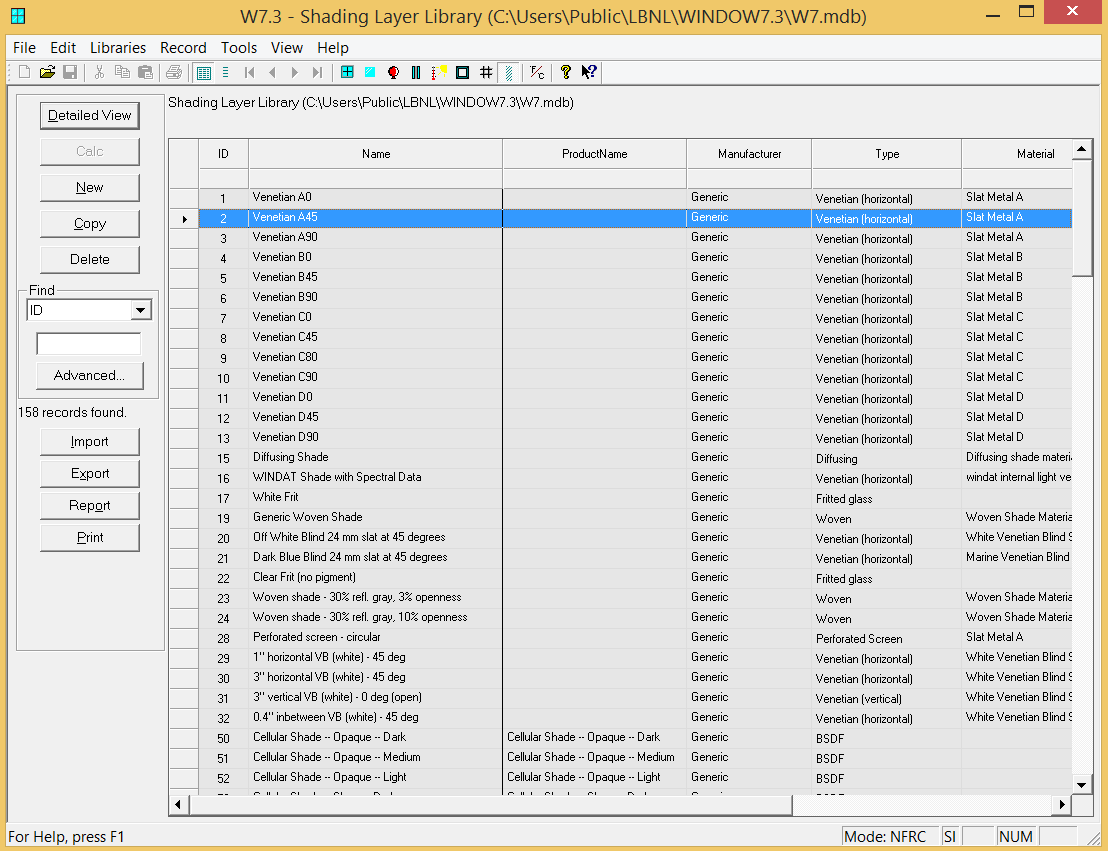 W7.3 - Shading Layer Library (C:\Users\Public\LBNL\WINDOW7.3\W7.mdb)
File Edit Libraries Record Tools View Help
Detailed View
Calc
New
Copy
Delete
Find
ID
Advanced...
158 records found.
Import
Export
Report
Print
Shading Layer Library (C:\Users\Public\LBNL\WINDOW7.3\W7.mdb)
ID Name ProductName Manufacturer Type Material
1 Venetian A0 Generic Venetian (horizontal) Slat Metal A
2 Venetian A45 Generic Venetian (horizontal) Slat Metal A
3 Venetian A90 Generic Venetian (horizontal) Slat Metal A
4 Venetian B0 Generic Venetian (horizontal) Slat Metal B
5 Venetian B45 Generic Venetian (horizontal) Slat Metal B
6 Venetian B90 Generic Venetian (horizontal) Slat Metal B
7 Venetian C0 Generic Venetian (horizontal) Slat Metal C
8 Venetian C45 Generic Venetian (horizontal) Slat Metal C
9 Venetian C80 Generic Venetian (horizontal) Slat Metal C
10 Venetian C90 Generic Venetian (horizontal) Slat Metal C
11 Venetian D0 Generic Venetian (horizontal) Slat Metal D
12 Venetian D45 Generic Venetian (horizontal) Slat Metal D
13 Venetian D90 Generic Venetian (horizontal) Slat Metal D
15 Diffusing Shade Generic Diffusing Diffusing shade materi
16 WINDAT Shade with Spectral Data Generic Venetian (horizontal) windat internal light ve
17 White Frit Generic Fritted glass
19 Generic Woven Shade Generic Woven Woven Shade Materia
20 Off White Blind 24 mm slat at 45 degrees Generic Venetian (horizontal) White Venetian Blind S
21 Dark Blue Blind 24 mm slat at 45 degrees Generic Venetian (horizontal) Marine Venetian Blind
22 Clear Frit (no pigment) Generic Fritted glass
23 Woven shade - 30% refl. gray, 3% openness Generic Woven Woven Shade Materia
24 Woven shade - 30% refl. gray, 10% openness Generic Woven Woven Shade Materia
28 Perforated screen - circular Generic Perforated Screen Slat Metal A
29 1" horizontal VB (white) - 45 deg Generic Venetian (horizontal) White Venetian Blind S
30 3" horizontal VB (white) - 45 deg Generic Venetian (horizontal) White Venetian Blind S
31 3" vertical VB (white) - 0 deg (open) Generic Venetian (vertical) White Venetian Blind S
32 0.4" inbetween VB (white) - 45 deg Generic Venetian (horizontal) White Venetian Blind S
50 Cellular Shade -- Opaque -- Dark Cellular Shade -- Opaque -- Dark Generic BSDF
51 Cellular Shade -- Opaque -- Medium Cellular Shade -- Opaque -- Medium Generic BSDF
52 Cellular Shade -- Opaque -- Light Cellular Shade -- Opaque -- Light Generic BSDF
For Help, press F1 Mode: NFRC SI NUM